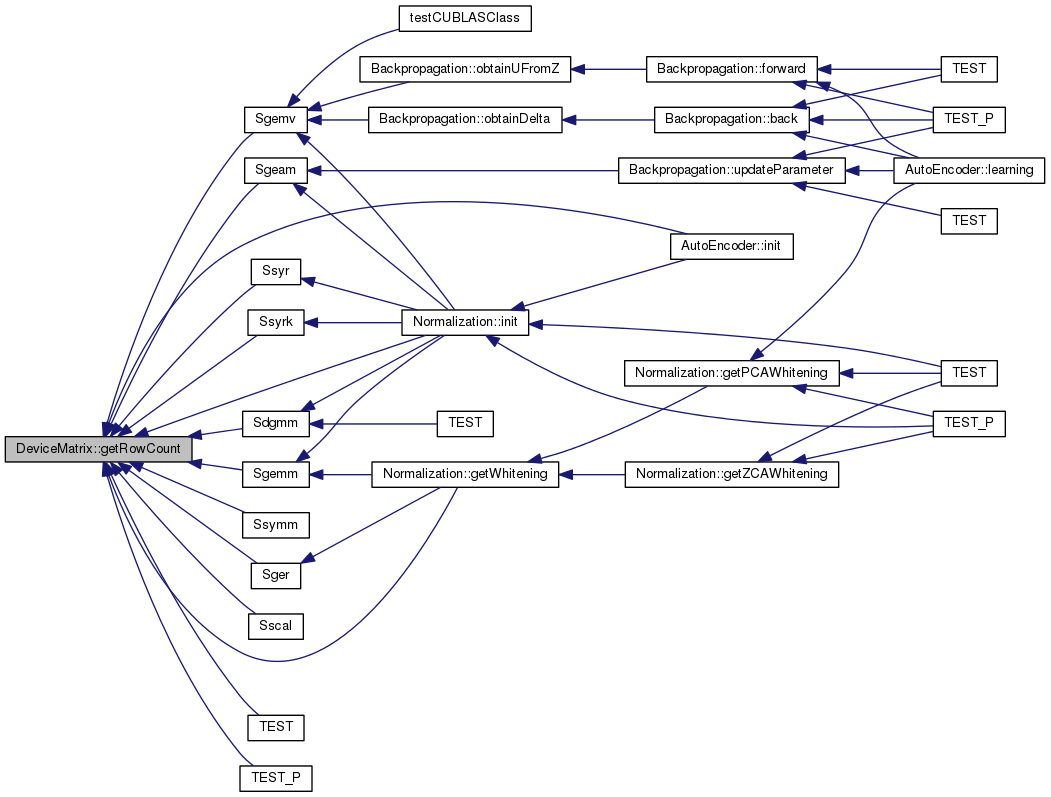 testCUBLASClass
Backpropagation::obtainUFromZ
Backpropagation::forward
TEST
Sgemv
Backpropagation::obtainDelta
Backpropagation::back
TEST_P
Sgeam
Backpropagation::updateParameter
AutoEncoder::learning
TEST
AutoEncoder::init
Ssyr
Ssyrk
Normalization::init
Normalization::getPCAWhitening
TEST
Sdgmm
TEST
TEST_P
DeviceMatrix::getRowCount
Sgemm
Normalization::getWhitening
Normalization::getZCAWhitening
Ssymm
Sger
Sscal
TEST
TEST_P